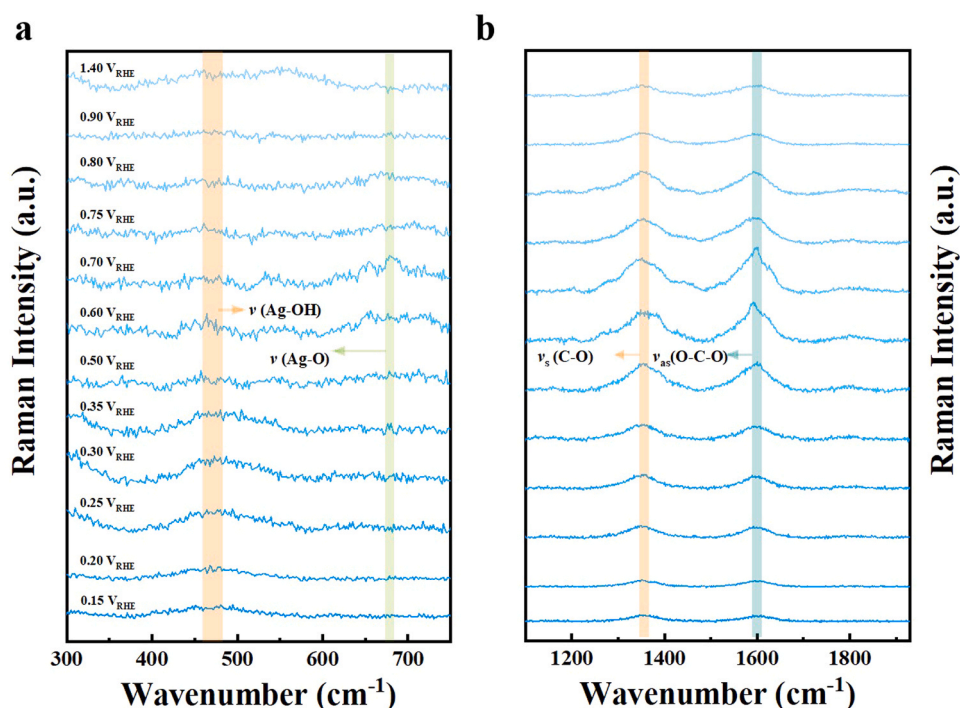 a
b
1.40 VRHE
0.90 VRHE
0.80 VRHE
0.75 VRHE
0.70 VRHE
0.60 VRHE
0.50 VRHE
0.35 VRHE
0.30 VRHE
0.25 VRHE
0.20 VRHE
0.15 VRHE
ν (Ag-OH)
ν (Ag-O)
νs (C-O)
νas(O-C-O)
Raman Intensity (a.u.)
Raman Intensity (a.u.)
300 400 500 600 700
1200 1400 1600 1800
Wavenumber (cm-1)
Wavenumber (cm-1)